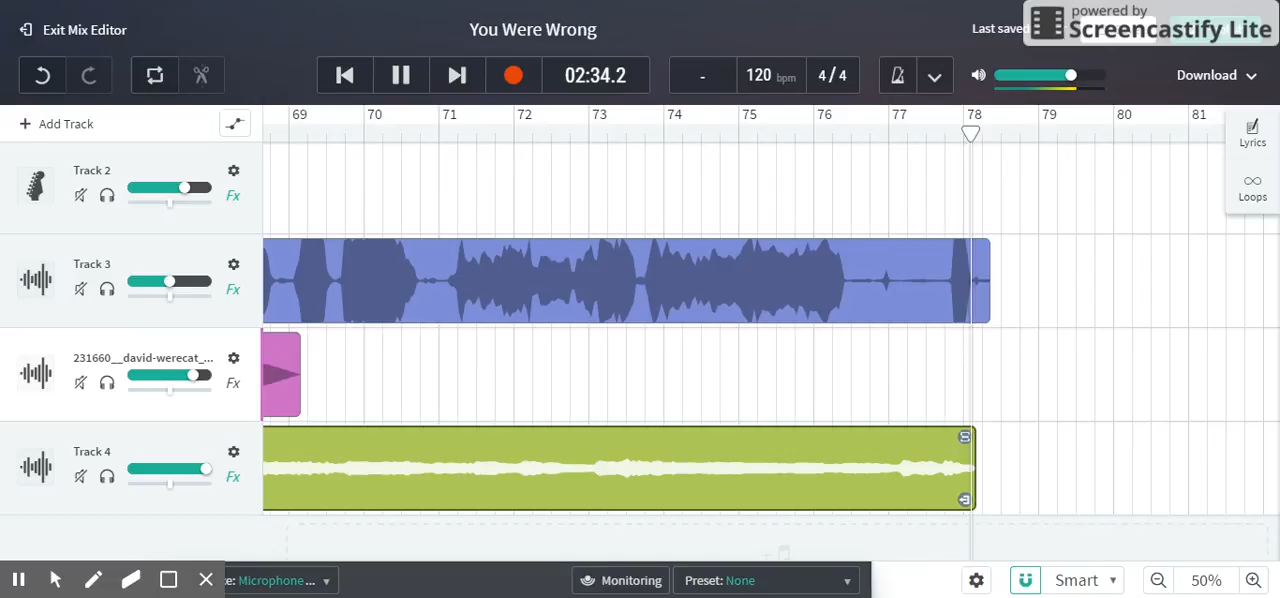 Exit Mix Editor
You Were Wrong
Last saved
powered by
Screencastify Lite
02:34.2
-
120 bpm
4/4
Download
Add Track
69 70 71 72 73 74 75 76 77 78 79 80 81
Lyrics
Loops
Track 2
Fx
Track 3
Fx
231660__david-werecat_...
Fx
Track 4
Fx
e: Microphone ...
Monitoring
Preset: None
Smart
50%